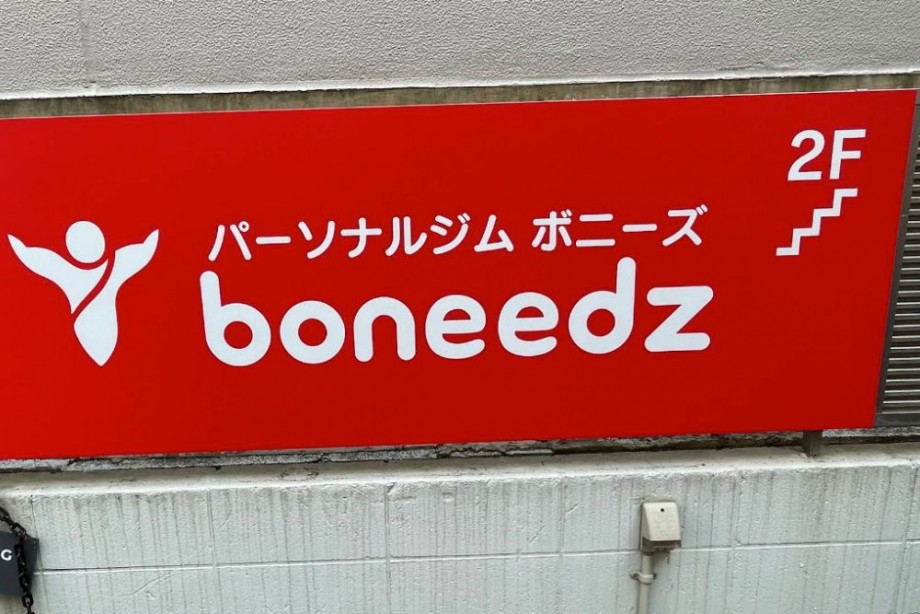 2F
パーソナルジム ボニーズ
boneedz
G